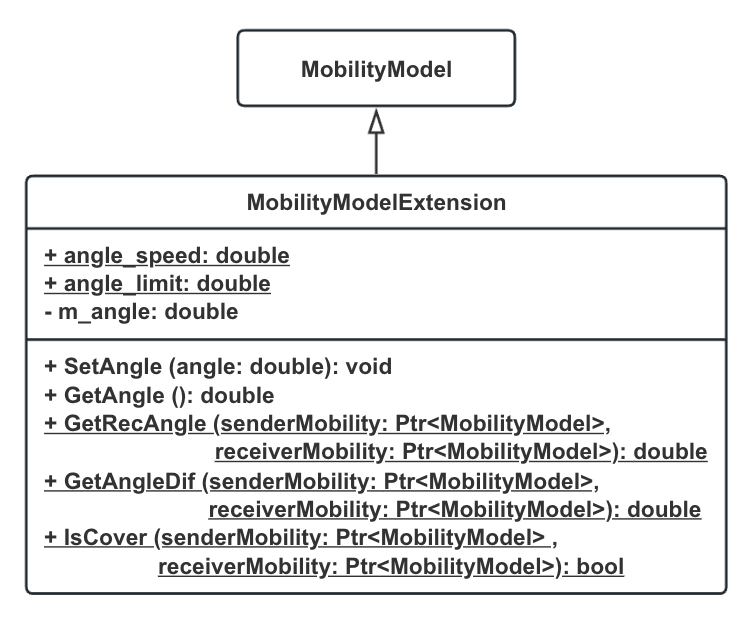 MobilityModel
MobilityModelExtension
+ angle_speed: double
+ angle_limit: double
- m_angle: double
+ SetAngle (angle: double): void
+ GetAngle (): double
+ GetRecAngle (senderMobility: Ptr<MobilityModel>,
receiverMobility: Ptr<MobilityModel>): double
+ GetAngleDif (senderMobility: Ptr<MobilityModel>,
receiverMobility: Ptr<MobilityModel>): double
+ IsCover (senderMobility: Ptr<MobilityModel> ,
receiverMobility: Ptr<MobilityModel>): bool